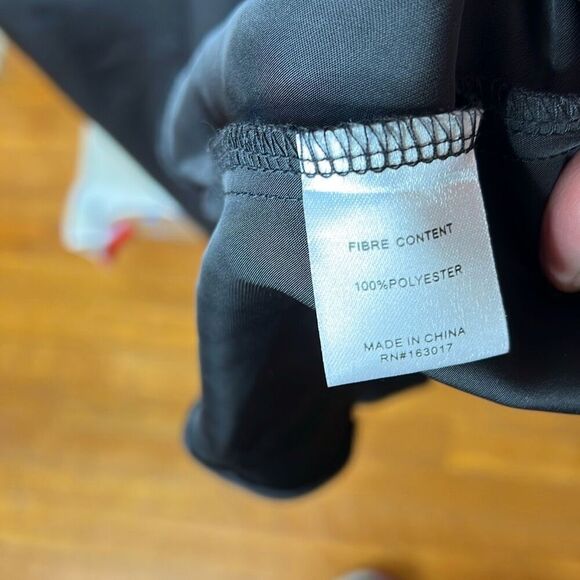 FIBRE CONTENT
100%POLYESTER
MADE IN CHINA
RN#163017